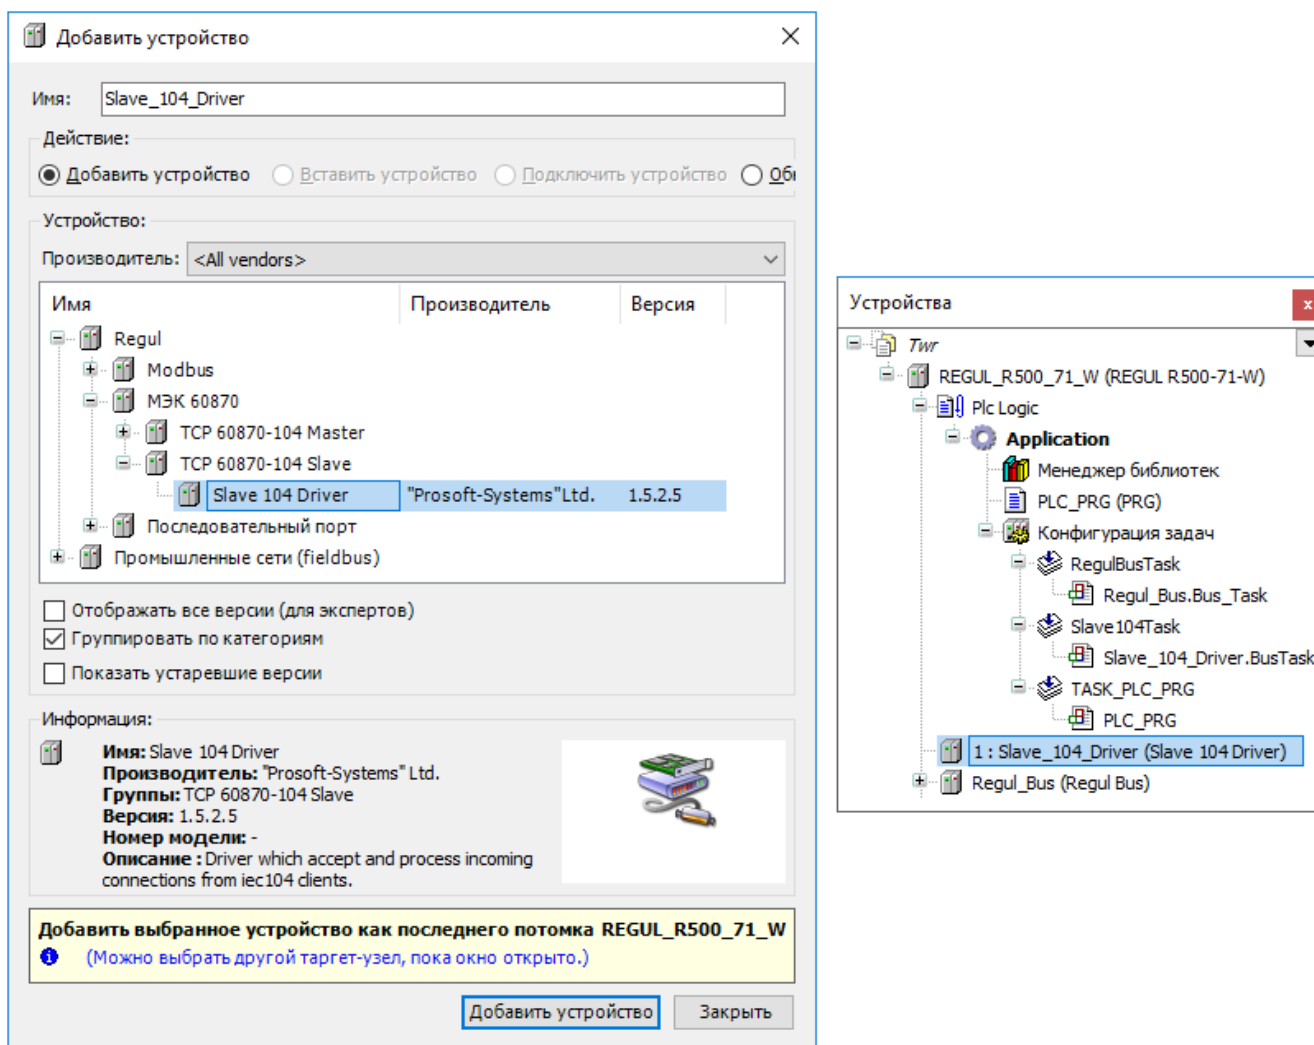 Добавить устройство
Имя: Slave_104_Driver
Действие:
Добавить устройство Вставить устройство Подключить устройство
Устройство:
Производитель: <All vendors>
Имя Производитель Версия
Regul
Modbus
МЭК 60870
TCP 60870-104 Master
TCP 60870-104 Slave
Slave 104 Driver "Prosoft-Systems"Ltd. 1.5.2.5
Последовательный порт
Промышленные сети (fieldbus)
Отображать все версии (для экспертов)
Группировать по категориям
Показать устаревшие версии
Информация:
Имя: Slave 104 Driver
Производитель: "Prosoft-Systems" Ltd.
Группы: TCP 60870-104 Slave
Версия: 1.5.2.5
Номер модели: -
Описание : Driver which accept and process incoming
connections from iec104 clients.
Добавить выбранное устройство как последнего потомка REGUL_R500_71_W
(Можно выбрать другой таргет-узел, пока окно открыто.)
Добавить устройство Закрыть
Устройства
Twr
REGUL_R500_71_W (REGUL R500-71-W)
Plc Logic
Application
Менеджер библиотек
PLC_PRG (PRG)
Конфигурация задач
RegulBusTask
Regul_Bus.Bus_Task
Slave104Task
Slave_104_Driver.BusTask
TASK_PLC_PRG
PLC_PRG
1 : Slave_104_Driver (Slave 104 Driver)
Regul_Bus (Regul Bus)